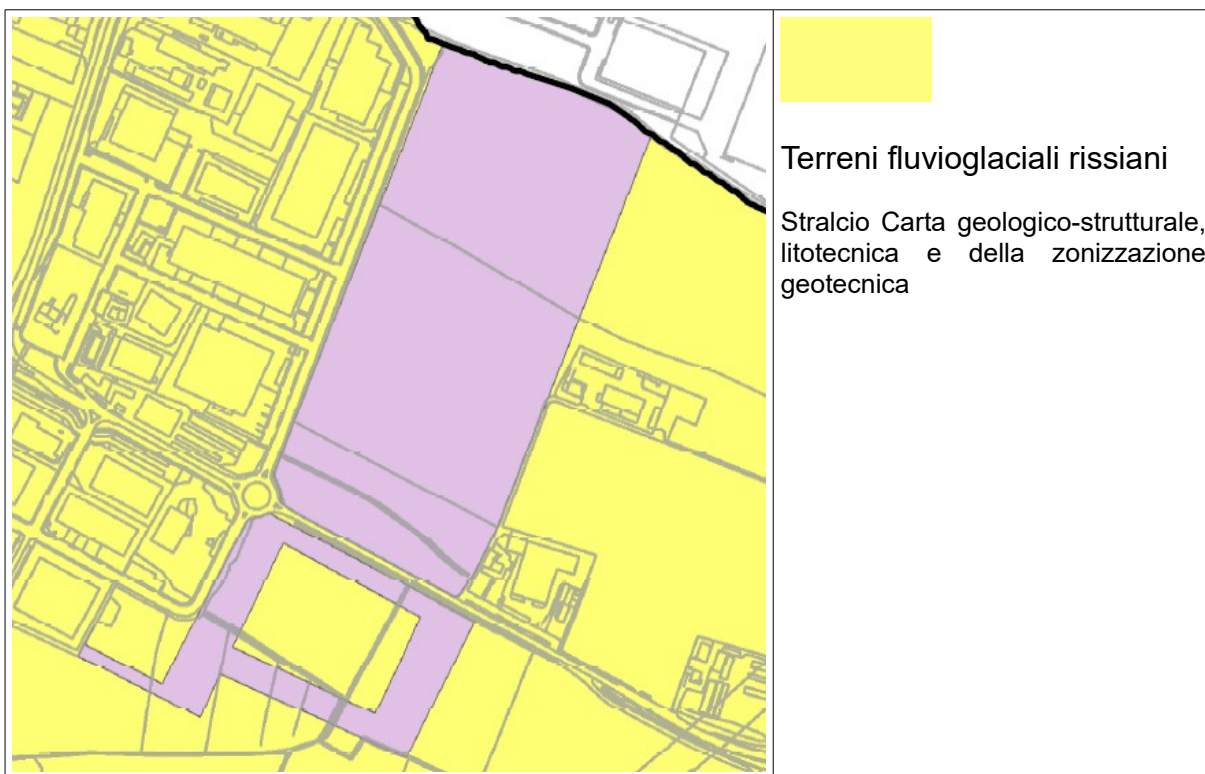 Terreni fluvioglaciali rissiani
Stralcio Carta geologico-strutturale,
litotecnica e della zonizzazione
geotecnica